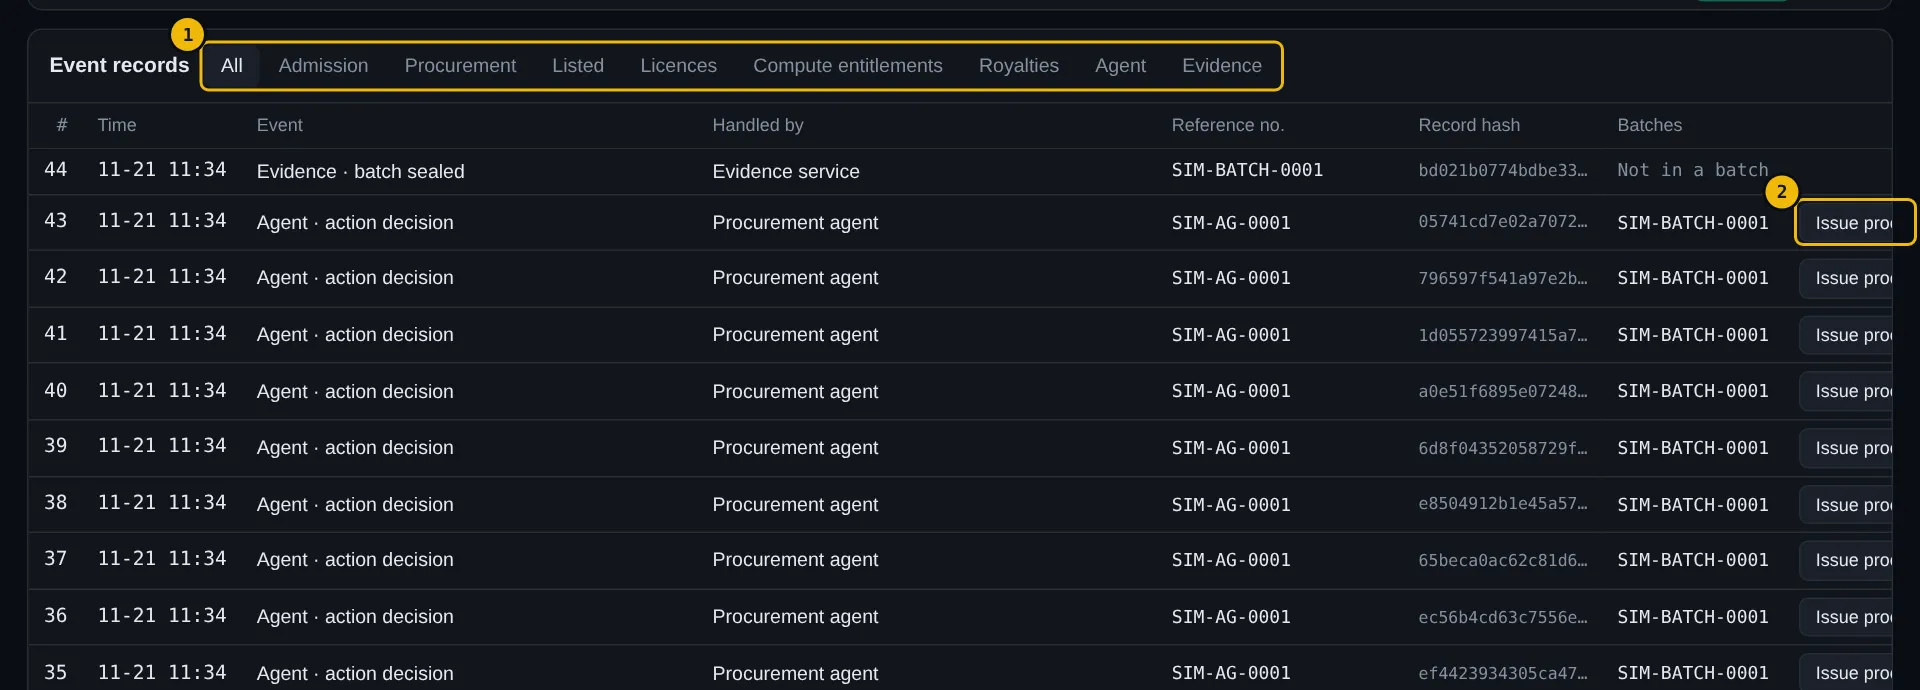 1
Event records All Admission Procurement Listed Licences Compute entitlements Royalties Agent Evidence
# Time Event Handled by Reference no. Record hash Batches
44 11-21 11:34 Evidence · batch sealed Evidence service SIM-BATCH-0001 bd021b0774bdbe33… Not in a batch
2
43 11-21 11:34 Agent · action decision Procurement agent SIM-AG-0001 05741cd7e02a7072… SIM-BATCH-0001 Issue proo
42 11-21 11:34 Agent · action decision Procurement agent SIM-AG-0001 796597f541a97e2b… SIM-BATCH-0001 Issue proo
41 11-21 11:34 Agent · action decision Procurement agent SIM-AG-0001 1d055723997415a7… SIM-BATCH-0001 Issue proo
40 11-21 11:34 Agent · action decision Procurement agent SIM-AG-0001 a0e51f6895e07248… SIM-BATCH-0001 Issue proo
39 11-21 11:34 Agent · action decision Procurement agent SIM-AG-0001 6d8f04352058729f… SIM-BATCH-0001 Issue proo
38 11-21 11:34 Agent · action decision Procurement agent SIM-AG-0001 e8504912b1e45a57… SIM-BATCH-0001 Issue proo
37 11-21 11:34 Agent · action decision Procurement agent SIM-AG-0001 65beca0ac62c81d6… SIM-BATCH-0001 Issue proo
36 11-21 11:34 Agent · action decision Procurement agent SIM-AG-0001 ec56b4cd63c7556e… SIM-BATCH-0001 Issue proo
35 11-21 11:34 Agent · action decision Procurement agent SIM-AG-0001 ef4423934305ca47… SIM-BATCH-0001 Issue proo